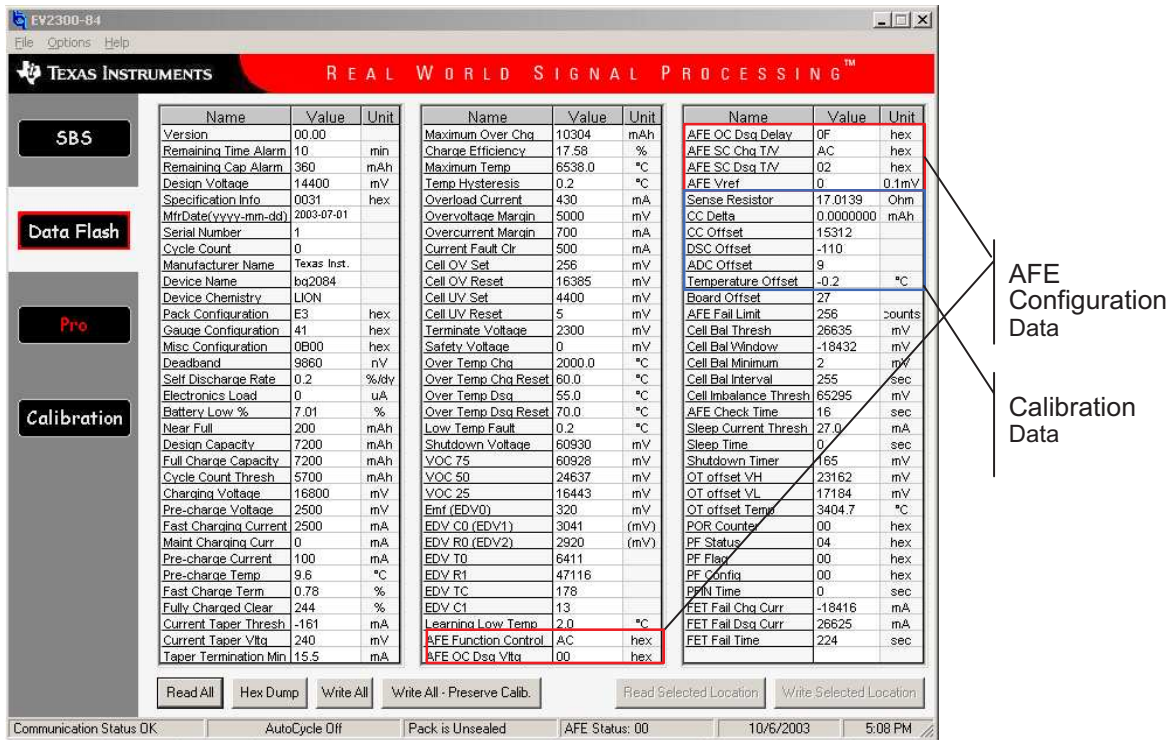 EV2300-84
File Options Help
TEXAS INSTRUMENTS REAL WORLD SIGNAL PROCESSING™
SBS
Data Flash
Pro
Calibration
Name Value Unit
Version 00.00
Remaining Time Alarm 10 min
Remaining Cap Alarm 360 mAh
Design Voltage 14400 mV
Specification Info 0031 hex
MfrDate(yyyy-mm-dd) 2003-07-01
Serial Number 1
Cycle Count 0
Manufacturer Name Texas Inst.
Device Name bq2084
Device Chemistry LION
Pack Configuration E3 hex
Gauge Configuration 41 hex
Misc Configuration 0B00 hex
Deadband 9860 nV
Self Discharge Rate 0.2 %/dy
Electronics Load 0 uA
Battery Low % 7.01 %
Near Full 200 mAh
Design Capacity 7200 mAh
Full Charge Capacity 7200 mAh
Cycle Count Thresh 5700 mAh
Charging Voltage 16800 mV
Pre-charge Voltage 2500 mV
Fast Charging Current 2500 mA
Maint Charging Curr 0 mA
Pre-charge Current 100 mA
Pre-charge Temp 9.6 °C
Fast Charge Term 0.78 %
Fully Charged Clear 244 %
Current Taper Thresh -161 mA
Current Taper Vltg 240 mV
Taper Termination Min 15.5 mA
Name Value Unit
Maximum Over Chg 10304 mAh
Charge Efficiency 17.58 %
Maximum Temp 6538.0 °C
Temp Hysteresis 0.2 °C
Overload Current 430 mA
Overvoltage Margin 5000 mV
Overcurrent Margin 700 mA
Current Fault Clr 500 mA
Cell OV Set 256 mV
Cell OV Reset 16385 mV
Cell UV Set 4400 mV
Cell UV Reset 5 mV
Terminate Voltage 2300 mV
Safety Voltage 0 mV
Over Temp Chg 2000.0 °C
Over Temp Chg Reset 60.0 °C
Over Temp Dsg 55.0 °C
Over Temp Dsg Reset 70.0 °C
Low Temp Fault 0.2 °C
Shutdown Voltage 60930 mV
VOC 75 60928 mV
VOC 50 24637 mV
VOC 25 16443 mV
Emf (EDV0) 320 mV
EDV C0 (EDV1) 3041 (mV)
EDV R0 (EDV2) 2920 (mV)
EDV T0 6411
EDV R1 47116
EDV TC 178
EDV C1 13
Learning Low Temp 2.0 °C
AFE Function Control AC hex
AFE OC Dsg Vltg 00 hex
Name Value Unit
AFE OC Dsg Delay 0F hex
AFE SC Chg T/V AC hex
AFE SC Dsg T/V 02 hex
AFE Vref 0 0.1mV
Sense Resistor 17.0139 Ohm
CC Delta 0.0000000 mAh
CC Offset 15312
DSC Offset -110
ADC Offset 9
Temperature Offset -0.2 °C
Board Offset 27
AFE Fail Limit 256 counts
Cell Bal Thresh 26635 mV
Cell Bal Window -18432 mV
Cell Bal Minimum 2 mV
Cell Bal Interval 255 sec
Cell Imbalance Thresh 65295 mV
AFE Check Time 16 sec
Sleep Current Thresh 27.0 mA
Sleep Time 0 sec
Shutdown Timer 165 mV
OT offset VH 23162 mV
OT offset VL 17184 mV
OT offset Temp 3404.7 °C
POR Counter 00 hex
PF Status 04 hex
PF Flag 00 hex
PF Config 00 hex
PFIN Time 0 sec
FET Fail Chg Curr -18416 mA
FET Fail Dsg Curr 26625 mA
FET Fail Time 224 sec
AFE
Configuration
Data
Calibration
Data
Read All Hex Dump Write All Write All - Preserve Calib. Read Selected Location Write Selected Location
Communication Status OK AutoCycle Off Pack is Unsealed AFE Status: 00 10/6/2003 5:08 PM